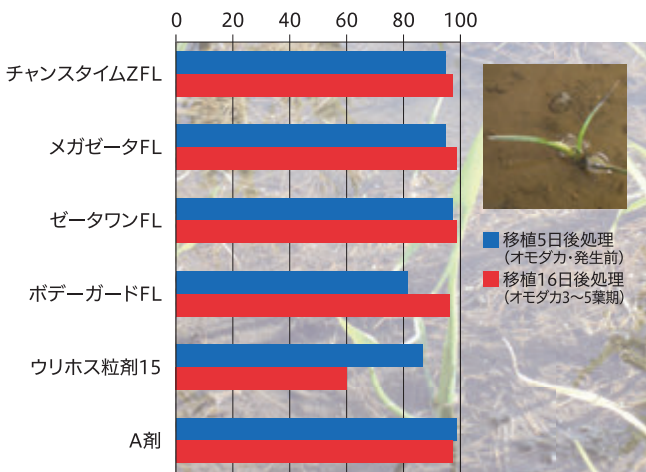 0 20 40 60 80 100
チャンスタイムZFL
メガゼータFL
ゼータワンFL
ボデーガードFL
ウリホス粒剤15
A剤
移植5日後処理
（オモダカ・発生前）
移植16日後処理
（オモダカ3〜5葉期）